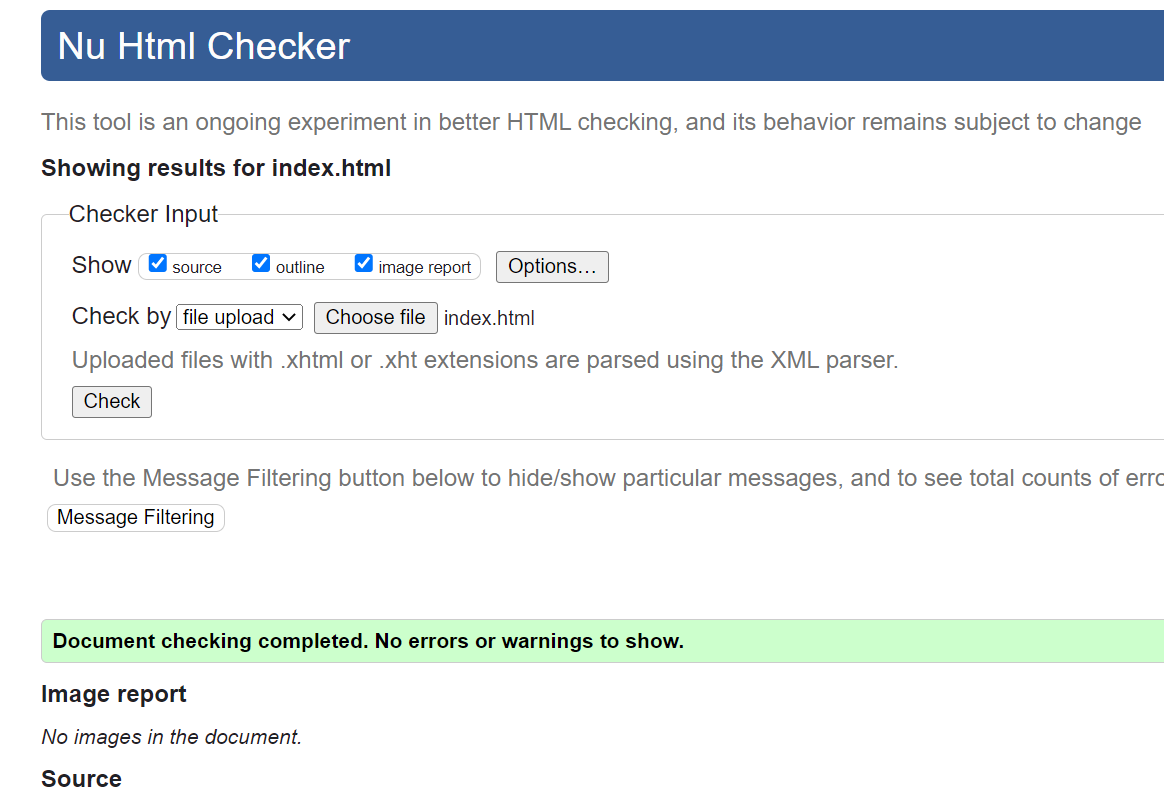 Nu Html Checker
This tool is an ongoing experiment in better HTML checking, and its behavior remains subject to change
Showing results for index.html
Checker Input
Show source outline image report Options…
Check by file upload Choose file index.html
Uploaded files with .xhtml or .xht extensions are parsed using the XML parser.
Check
Use the Message Filtering button below to hide/show particular messages, and to see total counts of
Message Filtering
Document checking completed. No errors or warnings to show.
Image report
No images in the document.
Source